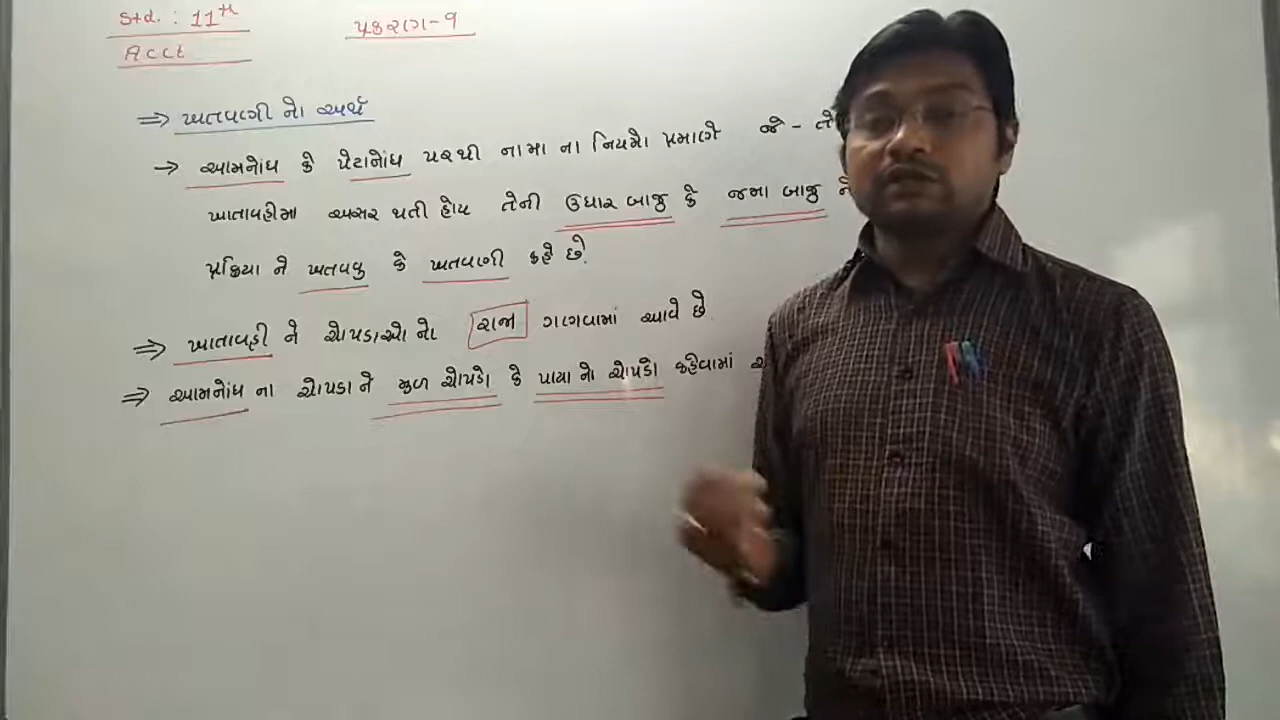 Std. : 11th
પ્રકરણ-૧
Acct
⇒ ખતવણી નો અર્થ
→ આમનોંધ કે પેટાનોંધ પરથી નામા ના નિયમો પ્રમાણે જે - તે
ખાતાવહીમા અસર થતી હોય તેની ઉધાર બાજુ કે જમા બાજુ ને
પ્રક્રિયા ને ખતવવુ કે ખતવણી કહે છે.
⇒ ખાતાવહી ને ચોપડાઓ નો રાજા ગણવામાં આવે છે.
⇒ આમનોંધ ના ચોપડા ને મુળ ચોપડો કે પાયા નો ચોપડો કહેવામાં